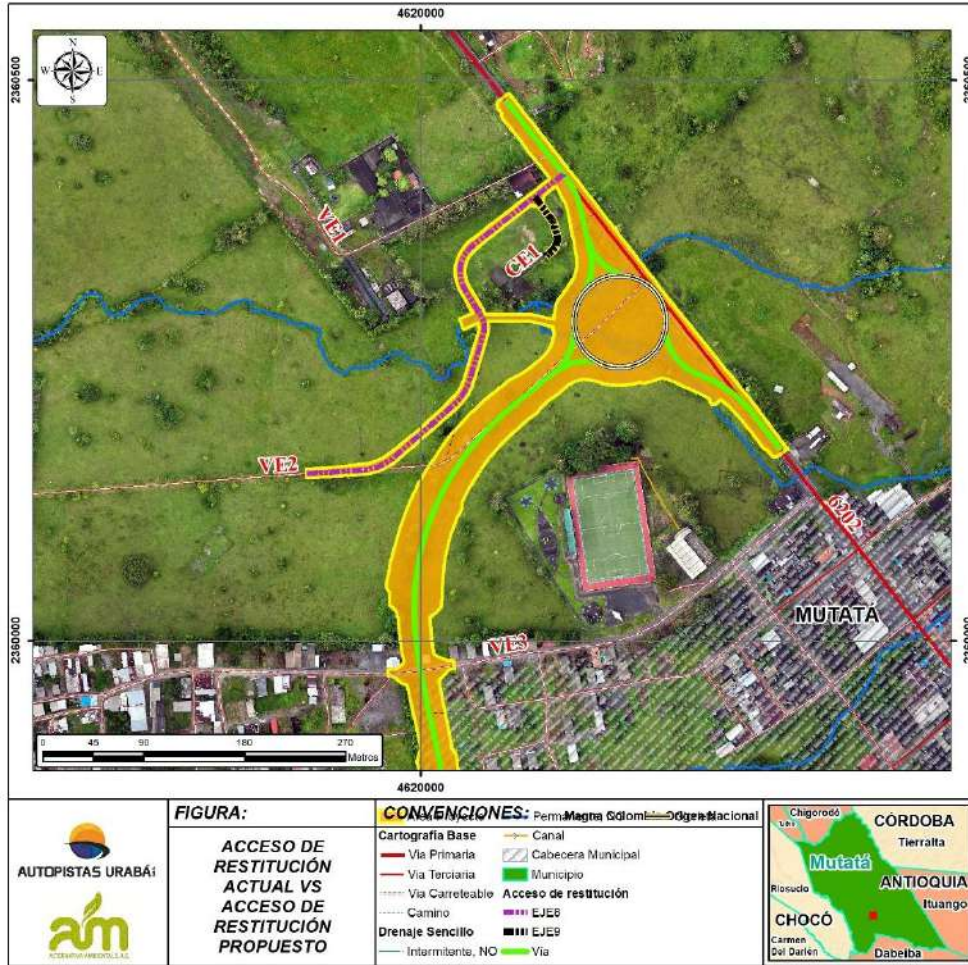 4620000
2360500
2360500
N
W E
S
VE1
CE1
VE2
6202
MUTATÁ
2360000
2360000
VE3
0 45 90 180 270
Metros
4620000
AUTOPISTAS URABÁ
FIGURA:
ACCESO DE
RESTITUCIÓN
ACTUAL VS
ACCESO DE
RESTITUCIÓN
PROPUESTO
CONVENCIONES:
Cartografía Base
Vía Primaria
Vía Terciaria
Vía Carreteable
Camino
Drenaje Sencillo
Intermitente, NO
Canal
Cabecera Municipal
Municipio
Acceso de restitución
EJE8
EJE9
Vía
Chigorodó
CÓRDOBA
Tierralta
Mutatá
ANTIOQUIA
Ituango
Riosucio
CHOCÓ
Carmen
Del Darién
Dabeiba